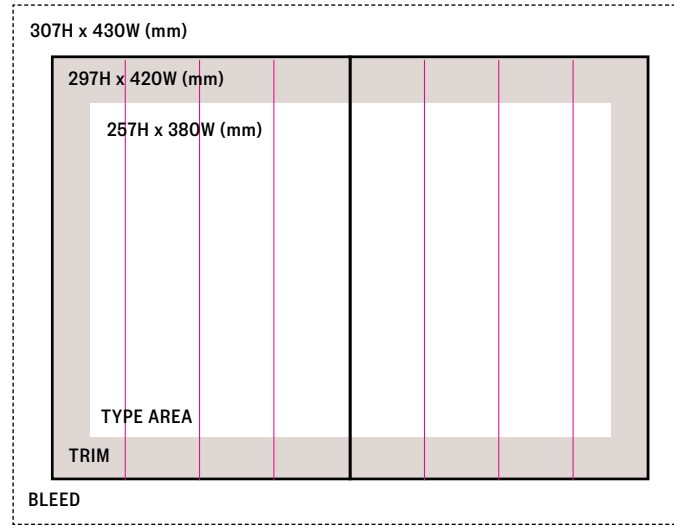 307H x 430W (mm)
297H x 420W (mm)
257H x 380W (mm)
TYPE AREA
TRIM
BLEED